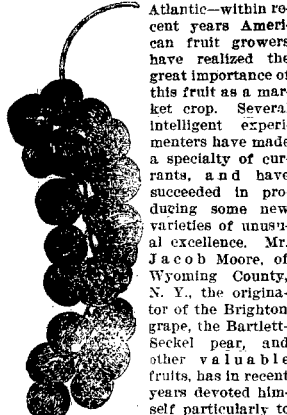 Atlantic—within re-
cent years Ameri-
can fruit growers
have realized the
great importance of
this fruit as a mar-
ket crop. Several
intelligent experi-
menters have made
a specialty of cur-
rants, and have
succeeded in pro-
ducing some new
varieties of unusu-
al excellence. Mr.
Jacob Moore, of
Wyoming County,
N. Y., the origina-
tor of the Brighton
grape, the Bartlett-
Seckel pear, and
other valuable
fruits, has in recent
years devoted him-
self particularly to